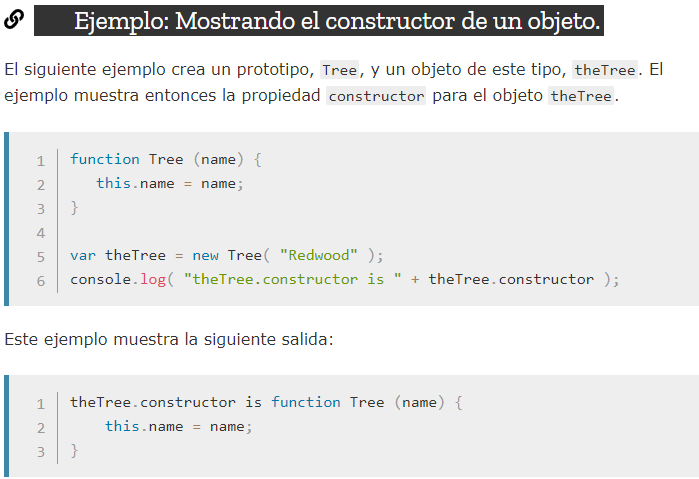 Ejemplo: Mostrando el constructor de un objeto.
El siguiente ejemplo crea un prototipo, Tree, y un objeto de este tipo, theTree. El
ejemplo muestra entonces la propiedad constructor para el objeto theTree.
1 function Tree (name) {
2    this.name = name;
3 }
4
5 var theTree = new Tree( "Redwood" );
6 console.log( "theTree.constructor is " + theTree.constructor );
Este ejemplo muestra la siguiente salida:
1 theTree.constructor is function Tree (name) {
2     this.name = name;
3 }